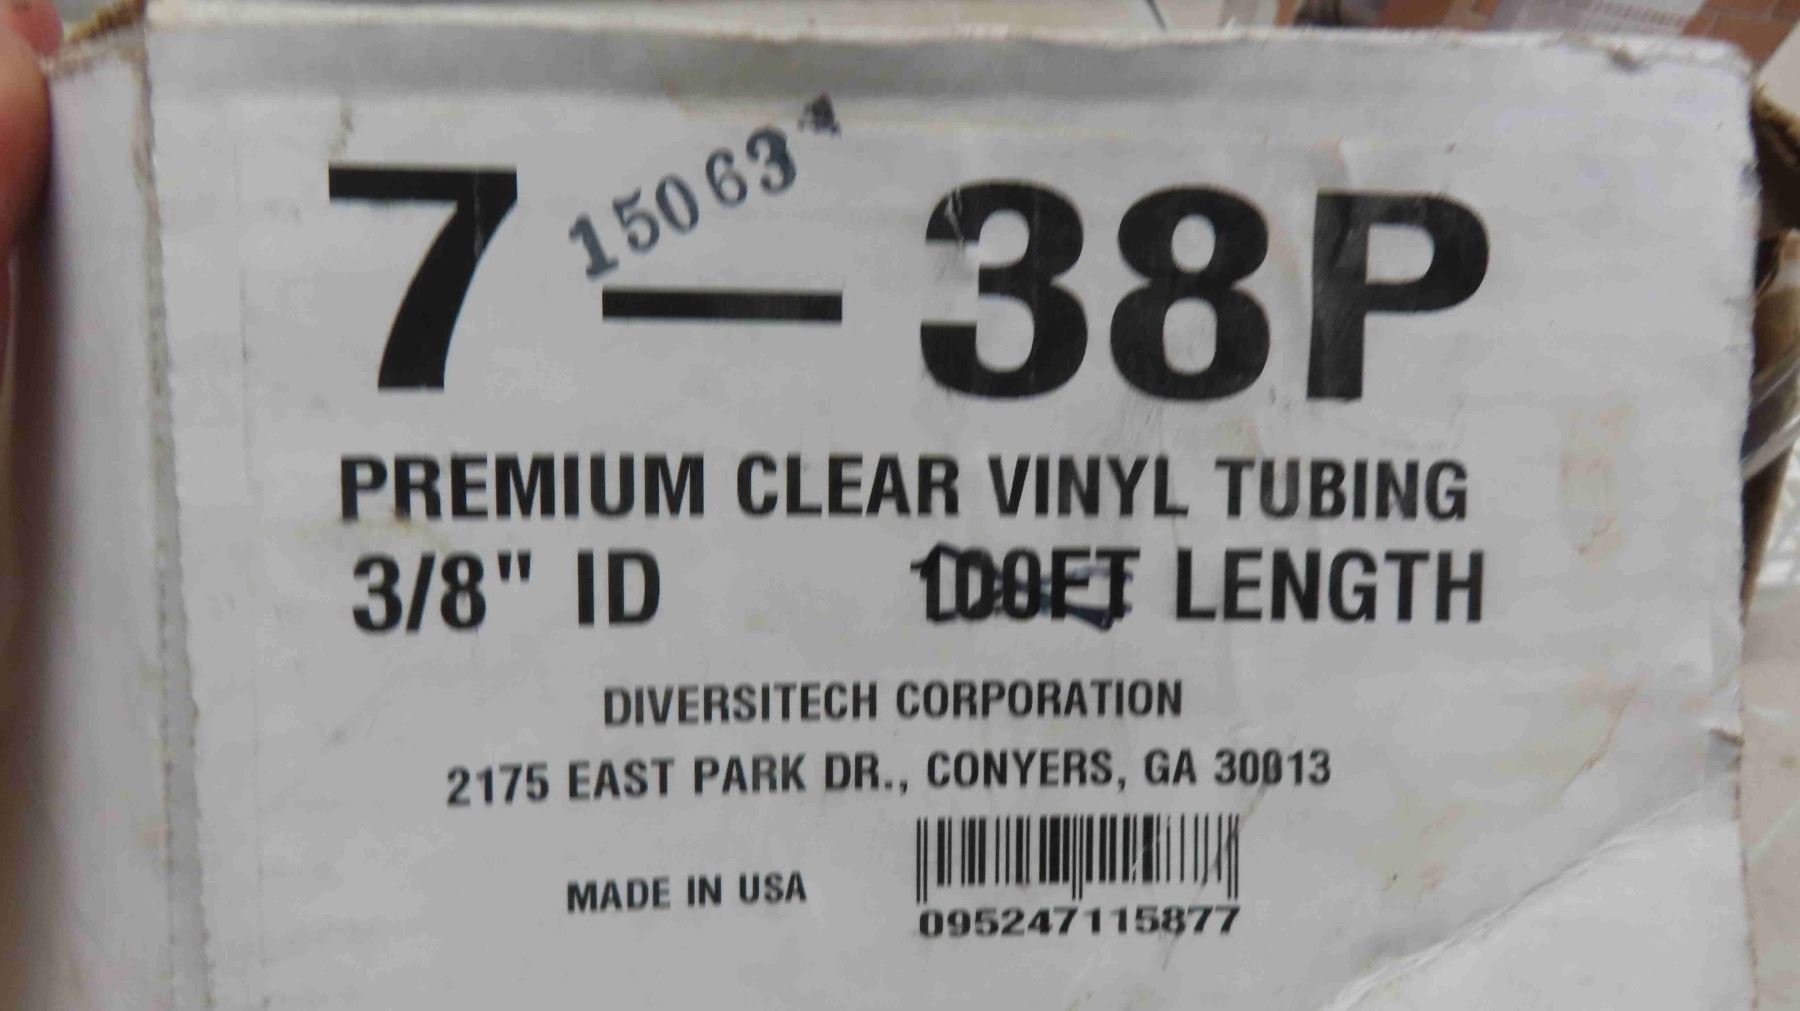 15063
7 — 38P
PREMIUM CLEAR VINYL TUBING
3/8" ID 100FT LENGTH
DIVERSITECH CORPORATION
2175 EAST PARK DR., CONYERS, GA 30013
MADE IN USA
095247115877